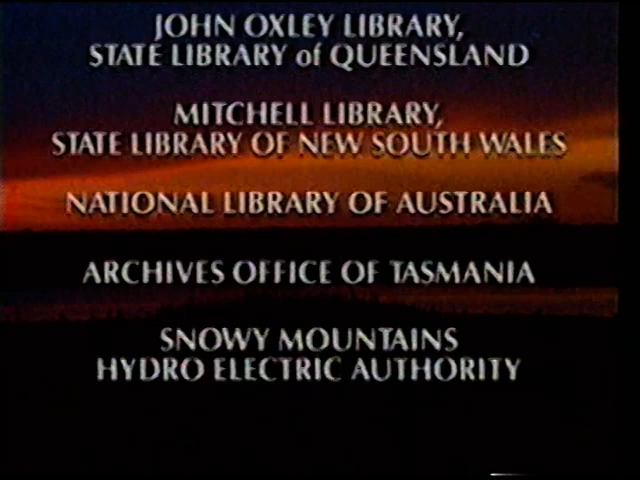 JOHN OXLEY LIBRARY,
STATE LIBRARY of QUEENSLAND
MITCHELL LIBRARY,
STATE LIBRARY OF NEW SOUTH WALES
NATIONAL LIBRARY OF AUSTRALIA
ARCHIVES OFFICE OF TASMANIA
SNOWY MOUNTAINS
HYDRO ELECTRIC AUTHORITY